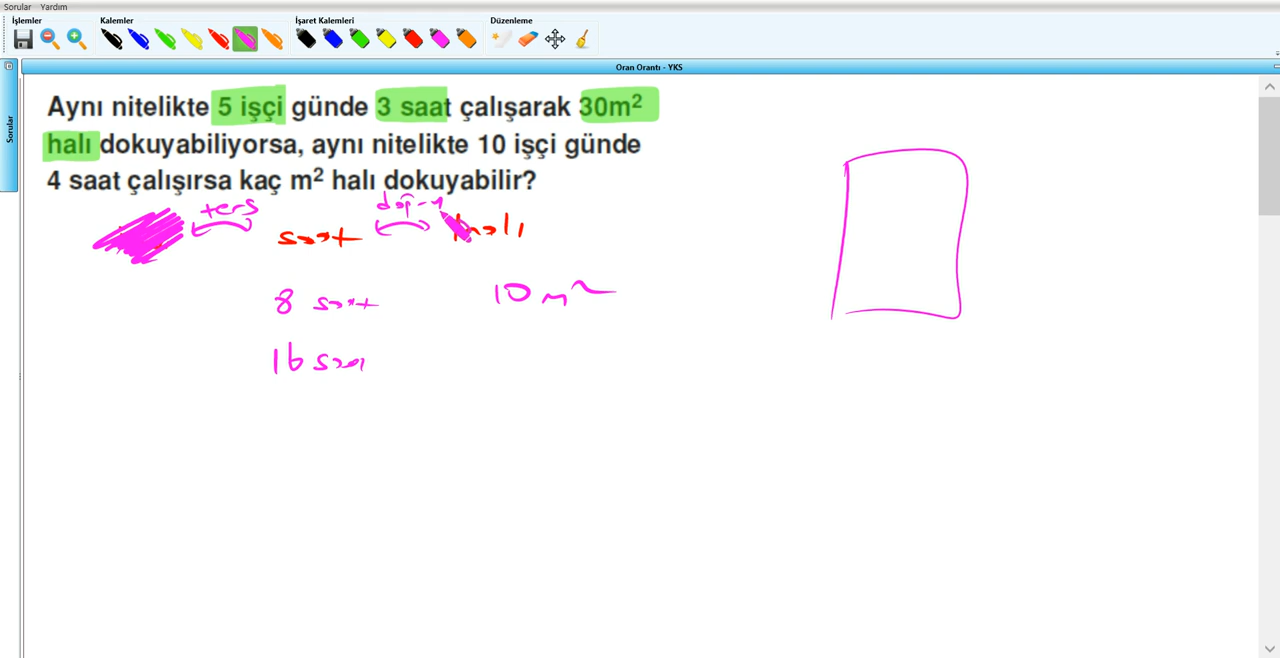 Sorular Yardım
İşlemler Kalemler İşaret Kalemleri Düzenleme
Oran Orantı - YKS
Sorular
Aynı nitelikte 5 işçi günde 3 saat çalışarak 30m²
halı dokuyabiliyorsa, aynı nitelikte 10 işçi günde
4 saat çalışırsa kaç m² halı dokuyabilir?
ters
saat halı
8 saat 10 m²
16 saat